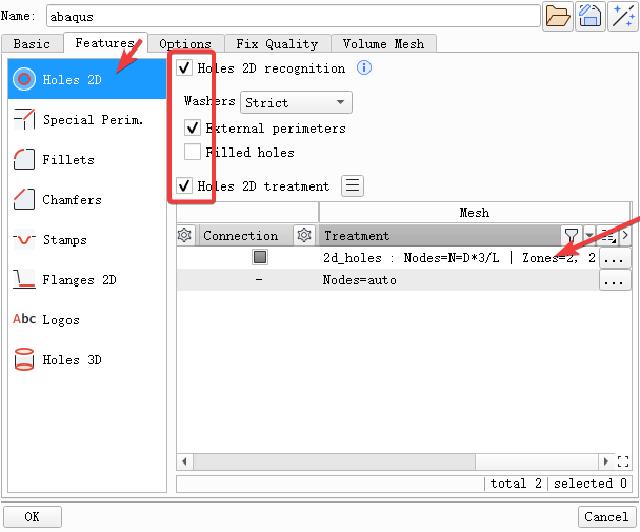 Name: abaqus
Basic Features Options Fix Quality Volume Mesh
Holes 2D
Special Perim.
Fillets
Chamfers
Stamps
Flanges 2D
Abc Logos
Holes 3D
Holes 2D recognition
Washers Strict
External perimeters
Filled holes
Holes 2D treatment
Mesh
Connection Treatment
2d_holes : Nodes=N=D*3/L | Zones=2, 2 ...
- Nodes=auto ...
total 2 selected 0
OK Cancel